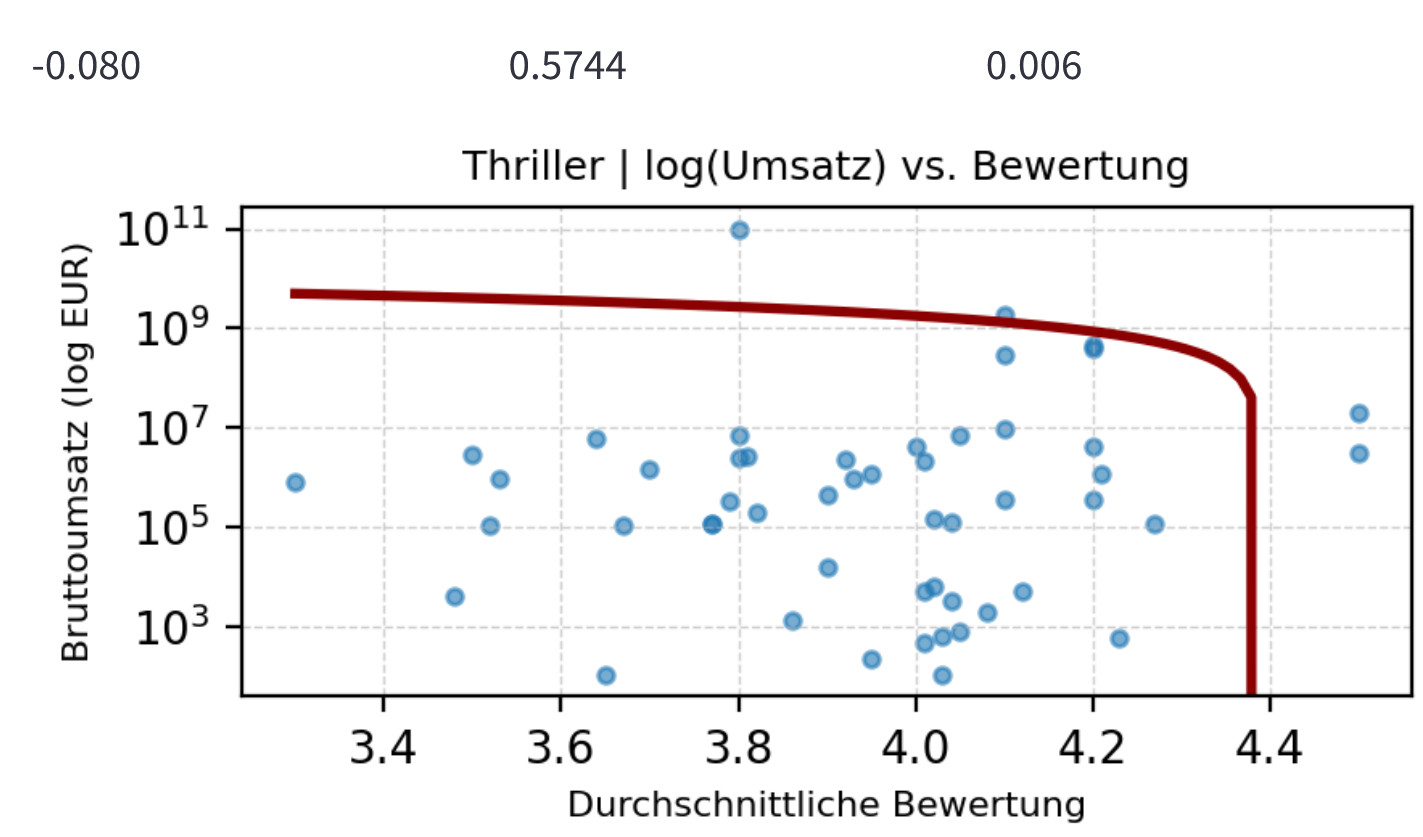 -0.080 0.5744 0.006
Thriller | log(Umsatz) vs. Bewertung
Bruttoumsatz (log EUR)
10¹¹
10⁹
10⁷
10⁵
10³
3.4 3.6 3.8 4.0 4.2 4.4
Durchschnittliche Bewertung